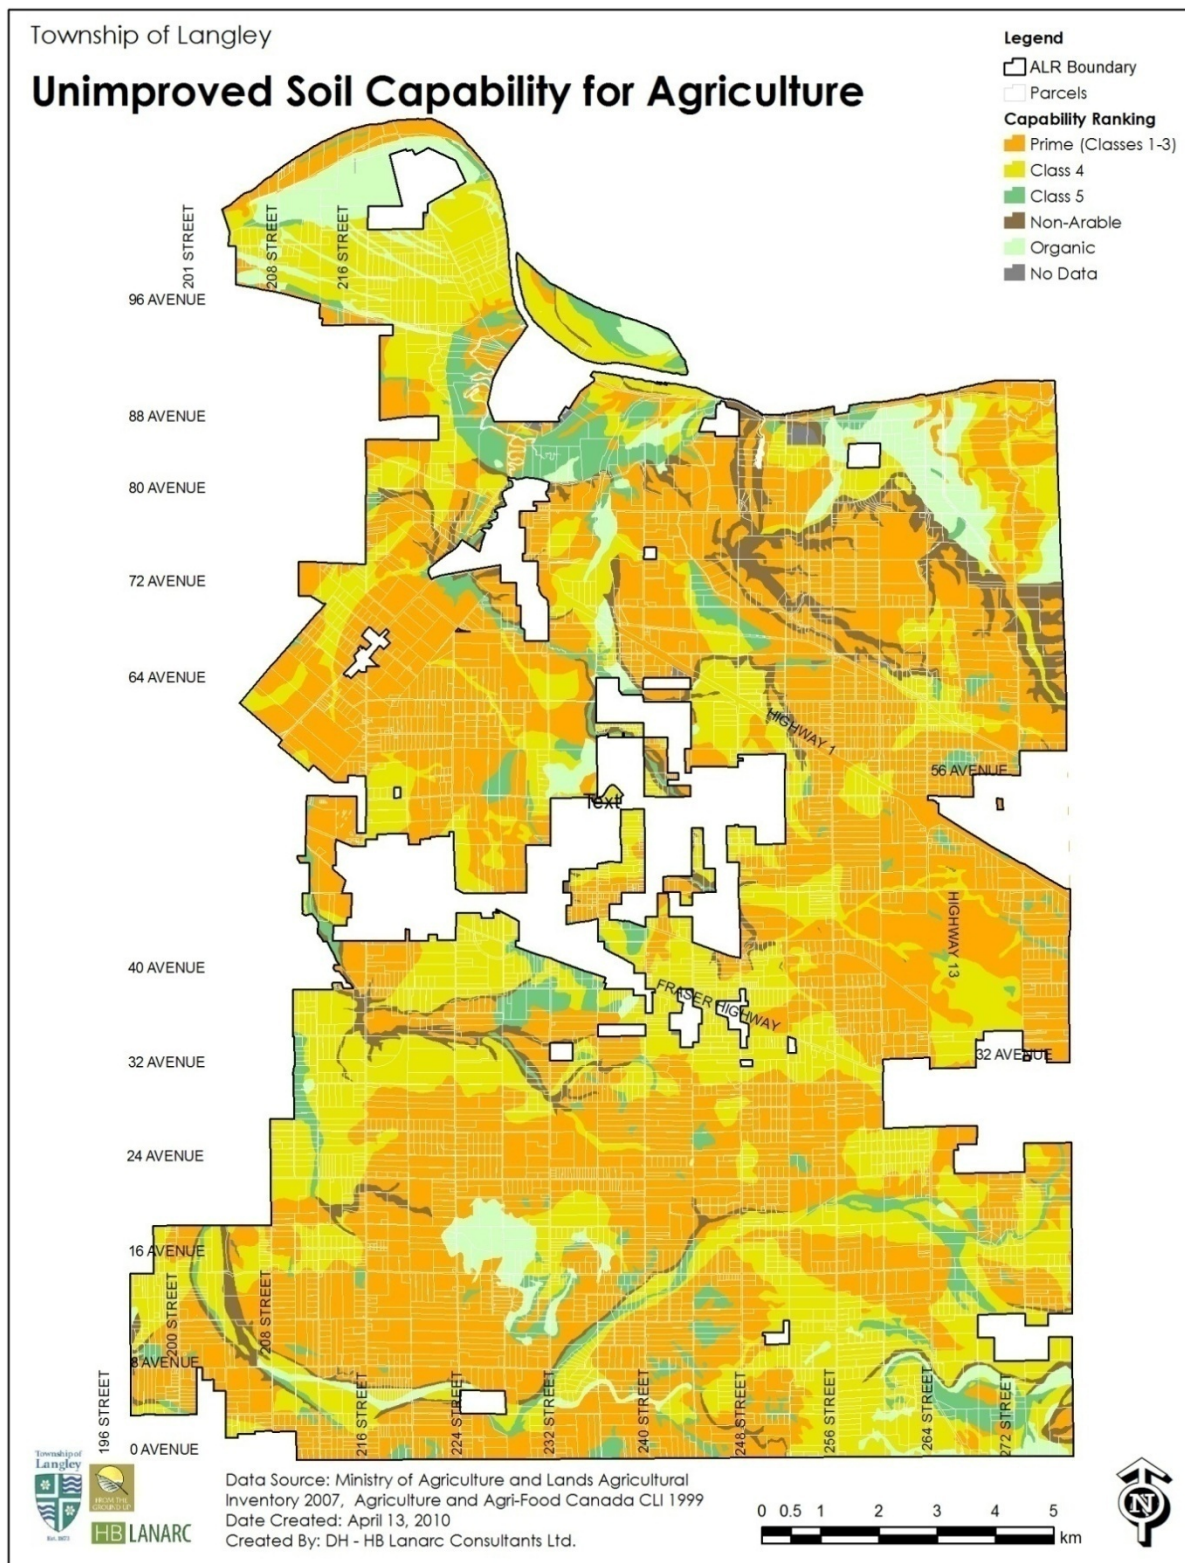 Township of Langley
Unimproved Soil Capability for Agriculture
Legend
ALR Boundary
Parcels
Capability Ranking
Prime (Classes 1-3)
Class 4
Class 5
Non-Arable
Organic
No Data
201 STREET
208 STREET
216 STREET
96 AVENUE
88 AVENUE
80 AVENUE
72 AVENUE
64 AVENUE
HIGHWAY 1
56 AVENUE
Text
HIGHWAY 13
40 AVENUE
FRASER HIGHWAY
32 AVENUE
32 AVENUE
24 AVENUE
16 AVENUE
200 STREET
208 STREET
8 AVENUE
196 STREET
216 STREET
224 STREET
232 STREET
240 STREET
248 STREET
256 STREET
264 STREET
272 STREET
0 AVENUE
Township of
Langley
Est. 1873
FROM THE
GROUND UP
HB LANARC
Data Source: Ministry of Agriculture and Lands Agricultural
Inventory 2007, Agriculture and Agri-Food Canada CLI 1999
Date Created: April 13, 2010
Created By: DH - HB Lanarc Consultants Ltd.
0 0.5 1 2 3 4 5
km
N